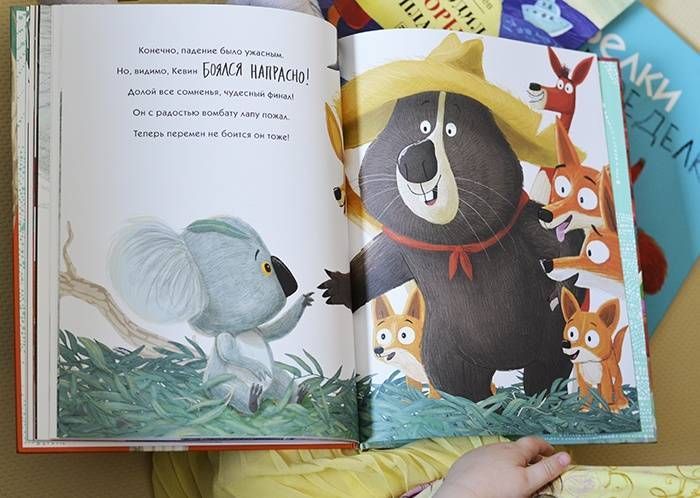 Конечно, падение было ужасным.
Но, видимо, Кевин БОЯЛСЯ НАПРАСНО!
Долой все сомненья, чудесный финал!
Он с радостью вомбату лапу пожал.
Теперь перемен не боится он тоже!